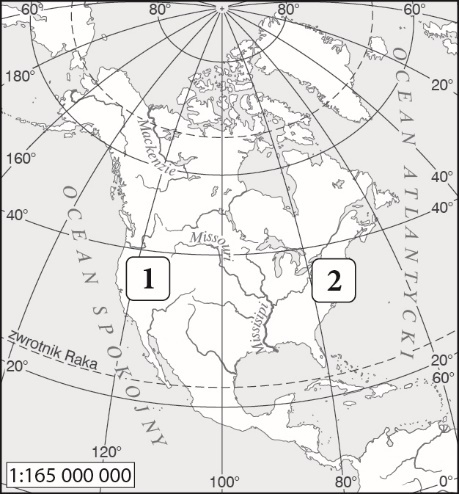 60°
80°
80°
60°
180°
20°
OCEAN ATLANTYCKI
Mackenzie
160°
40°
40°
40°
Missouri
OCEAN SPOKOJNY
1
2
Missisipi
zwrotnik Raka
20°
20°
60°
120°
1:165 000 000
100°
80°
0°